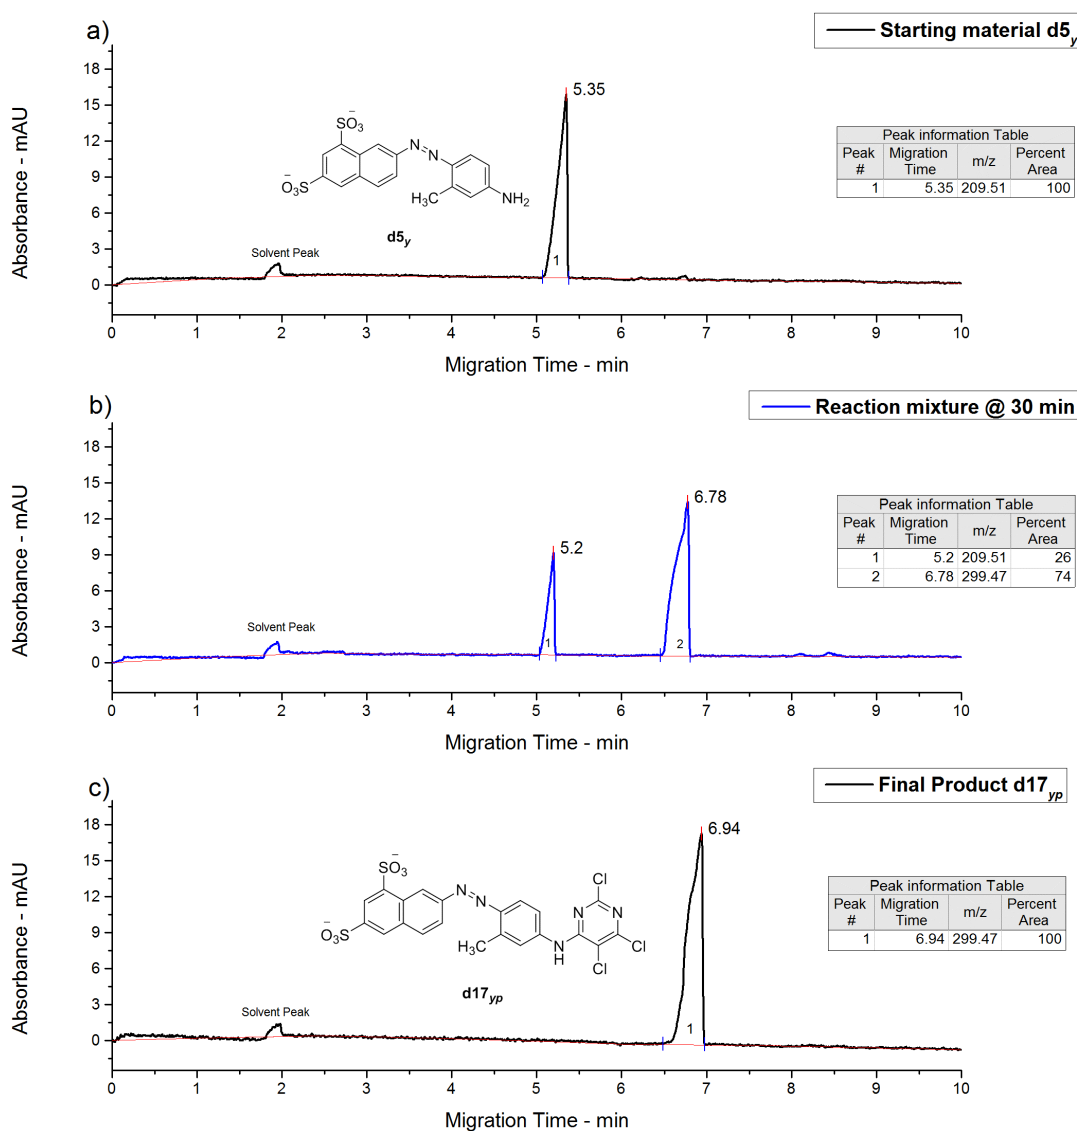 a)
Starting material d5y
Absorbance - mAU
18
15
12
9
6
3
0
5.35
SO3−
−O3S
N
N
H3C
NH2
d5y
Solvent Peak
1
Peak information Table
Peak # Migration Time m/z Percent Area
1 5.35 209.51 100
0 1 2 3 4 5 6 7 8 9 10
Migration Time - min
b)
Reaction mixture @ 30 min
Absorbance - mAU
18
15
12
9
6
3
0
5.2
6.78
Solvent Peak
1
2
Peak information Table
Peak # Migration Time m/z Percent Area
1 5.2 209.51 26
2 6.78 299.47 74
0 1 2 3 4 5 6 7 8 9 10
Migration Time - min
c)
Final Product d17yp
Absorbance - mAU
18
15
12
9
6
3
0
6.94
SO3−
−O3S
N
N
H3C
N
H
N
N
Cl
Cl
Cl
d17yp
Solvent Peak
1
Peak information Table
Peak # Migration Time m/z Percent Area
1 6.94 299.47 100
0 1 2 3 4 5 6 7 8 9 10
Migration Time - min